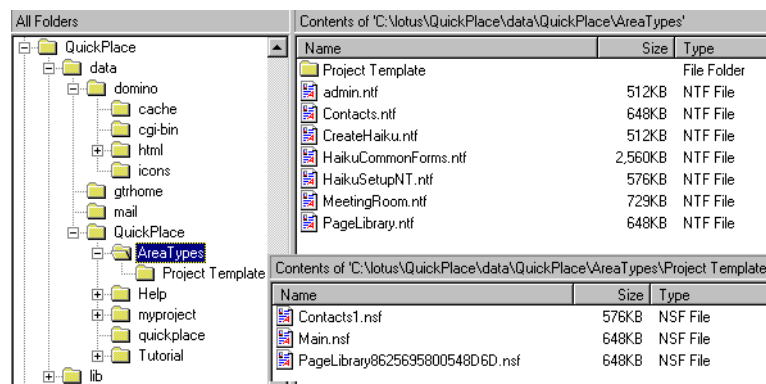 All Folders
QuickPlace
data
domino
cache
cgi-bin
html
icons
gtrhome
mail
QuickPlace
AreaTypes
Project Template
Help
myproject
quickplace
Tutorial
lib
Contents of 'C:\lotus\QuickPlace\data\QuickPlace\AreaTypes'
Name Size Type
Project Template File Folder
admin.ntf 512KB NTF File
Contacts.ntf 648KB NTF File
CreateHaiku.ntf 512KB NTF File
HaikuCommonForms.ntf 2,560KB NTF File
HaikuSetupNT.ntf 576KB NTF File
MeetingRoom.ntf 729KB NTF File
PageLibrary.ntf 648KB NTF File
Contents of 'C:\lotus\QuickPlace\data\QuickPlace\AreaTypes\Project Template
Name Size Type
Contacts1.nsf 576KB NSF File
Main.nsf 648KB NSF File
PageLibrary8625695800548D6D.nsf 648KB NSF File